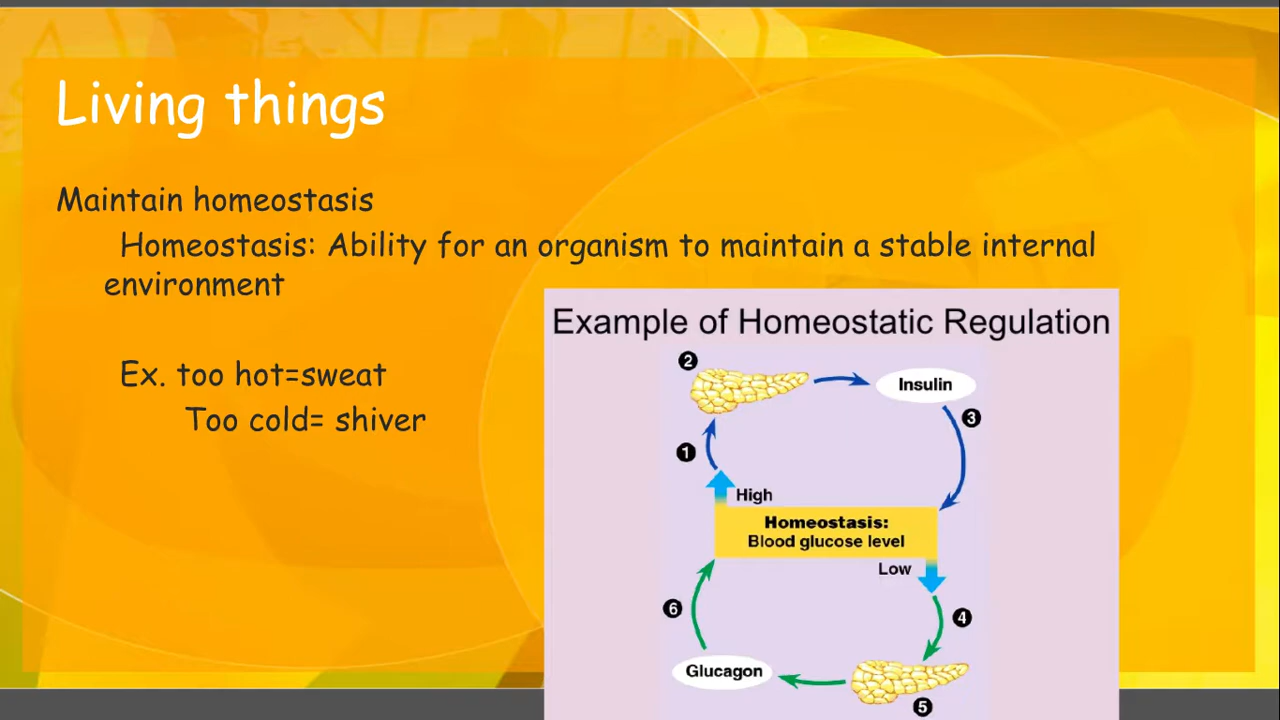 Living things
Maintain homeostasis
Homeostasis: Ability for an organism to maintain a stable internal
environment
Ex. too hot=sweat
Too cold= shiver
Example of Homeostatic Regulation
2
Insulin
3
1
High
Homeostasis:
Blood glucose level
Low
6
4
Glucagon
5